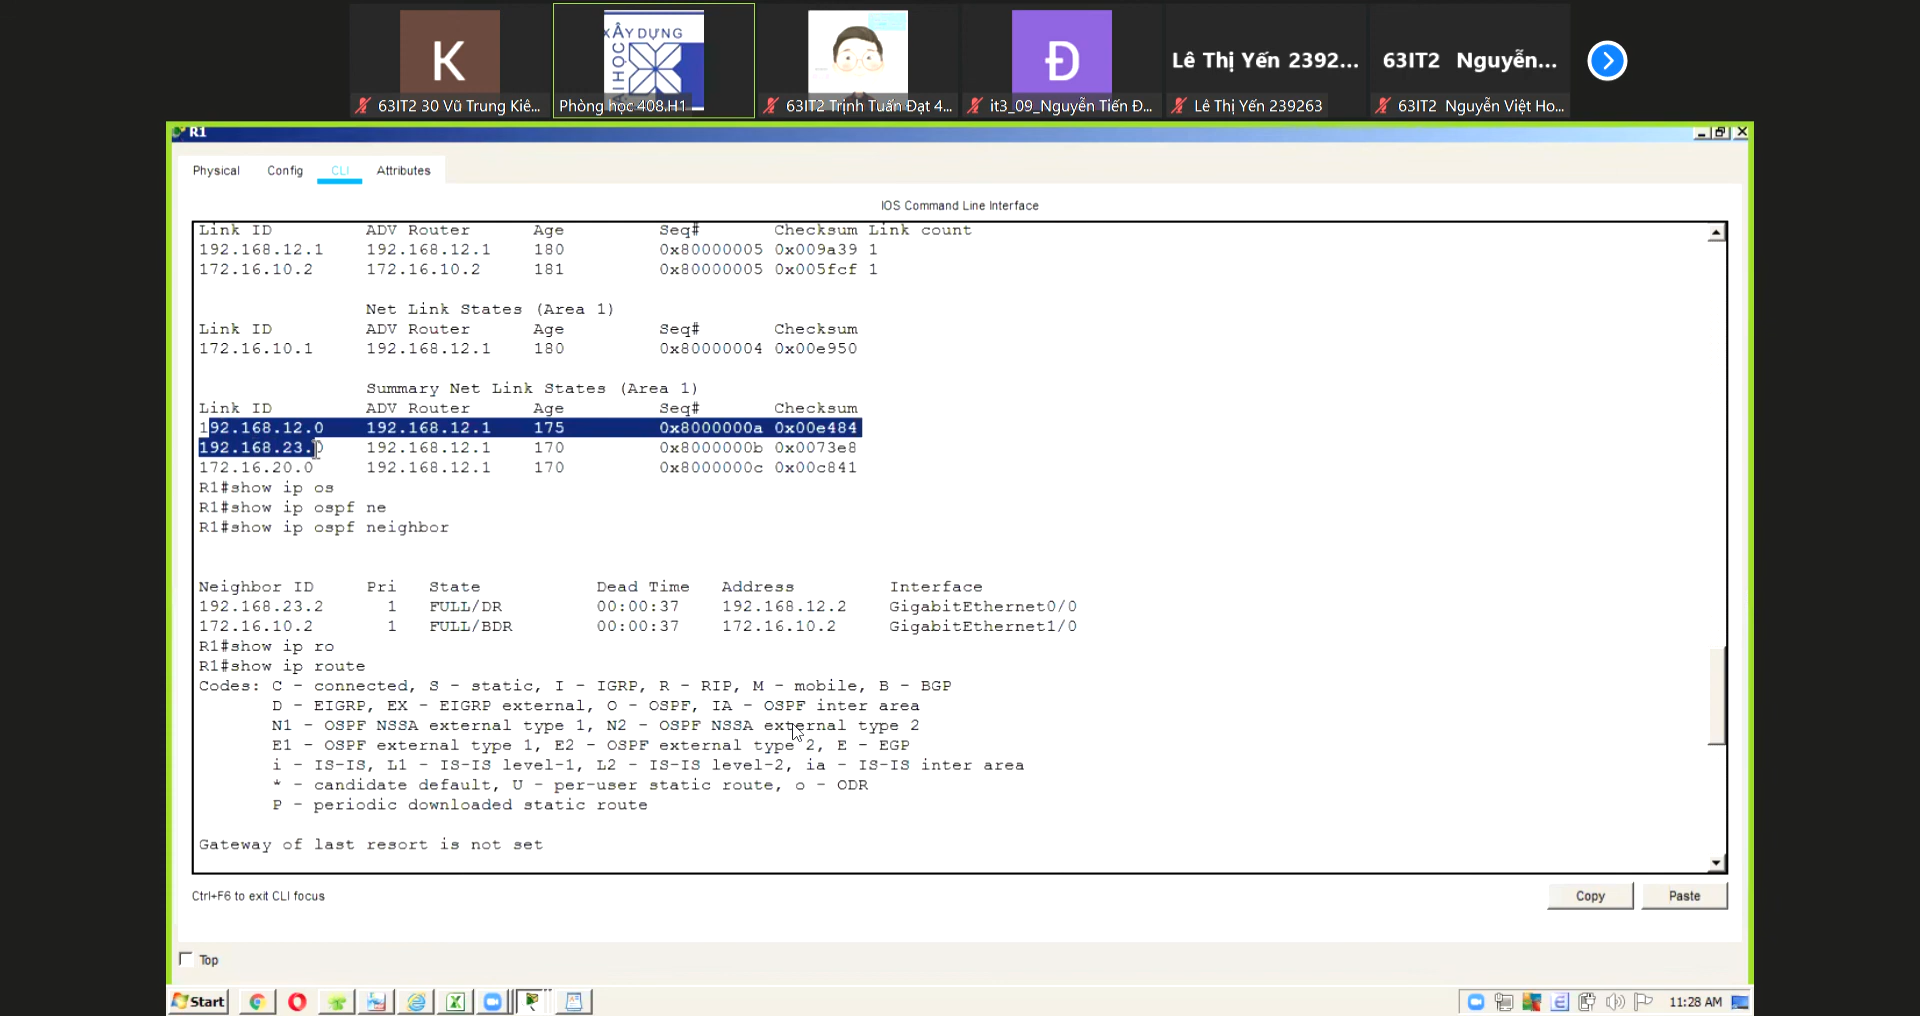 K
XÂY DỰNG
Đ
Lê Thị Yến 2392...
63IT2 Nguyễn...
63IT2 30 Vũ Trung Kiê...
Phòng học 408.H1
63IT2 Trịnh Tuấn Đạt 4...
it3_09_Nguyễn Tiến Đ...
Lê Thị Yến 239263
63IT2 Nguyễn Việt Ho...
R1
Physical Config CLI Attributes
IOS Command Line Interface
Link ID ADV Router Age Seq# Checksum Link count
192.168.12.1 192.168.12.1 180 0x80000005 0x009a39 1
172.16.10.2 172.16.10.2 181 0x80000005 0x005fcf 1
Net Link States (Area 1)
Link ID ADV Router Age Seq# Checksum
172.16.10.1 192.168.12.1 180 0x80000004 0x00e950
Summary Net Link States (Area 1)
Link ID ADV Router Age Seq# Checksum
192.168.12.0 192.168.12.1 175 0x8000000a 0x00e484
192.168.23.0 192.168.12.1 170 0x8000000b 0x0073e8
172.16.20.0 192.168.12.1 170 0x8000000c 0x00c841
R1#show ip os
R1#show ip ospf ne
R1#show ip ospf neighbor
Neighbor ID Pri State Dead Time Address Interface
192.168.23.2 1 FULL/DR 00:00:37 192.168.12.2 GigabitEthernet0/0
172.16.10.2 1 FULL/BDR 00:00:37 172.16.10.2 GigabitEthernet1/0
R1#show ip ro
R1#show ip route
Codes: C - connected, S - static, I - IGRP, R - RIP, M - mobile, B - BGP
D - EIGRP, EX - EIGRP external, O - OSPF, IA - OSPF inter area
N1 - OSPF NSSA external type 1, N2 - OSPF NSSA external type 2
E1 - OSPF external type 1, E2 - OSPF external type 2, E - EGP
i - IS-IS, L1 - IS-IS level-1, L2 - IS-IS level-2, ia - IS-IS inter area
* - candidate default, U - per-user static route, o - ODR
P - periodic downloaded static route
Gateway of last resort is not set
Ctrl+F6 to exit CLI focus
Copy Paste
Top
Start
11:28 AM